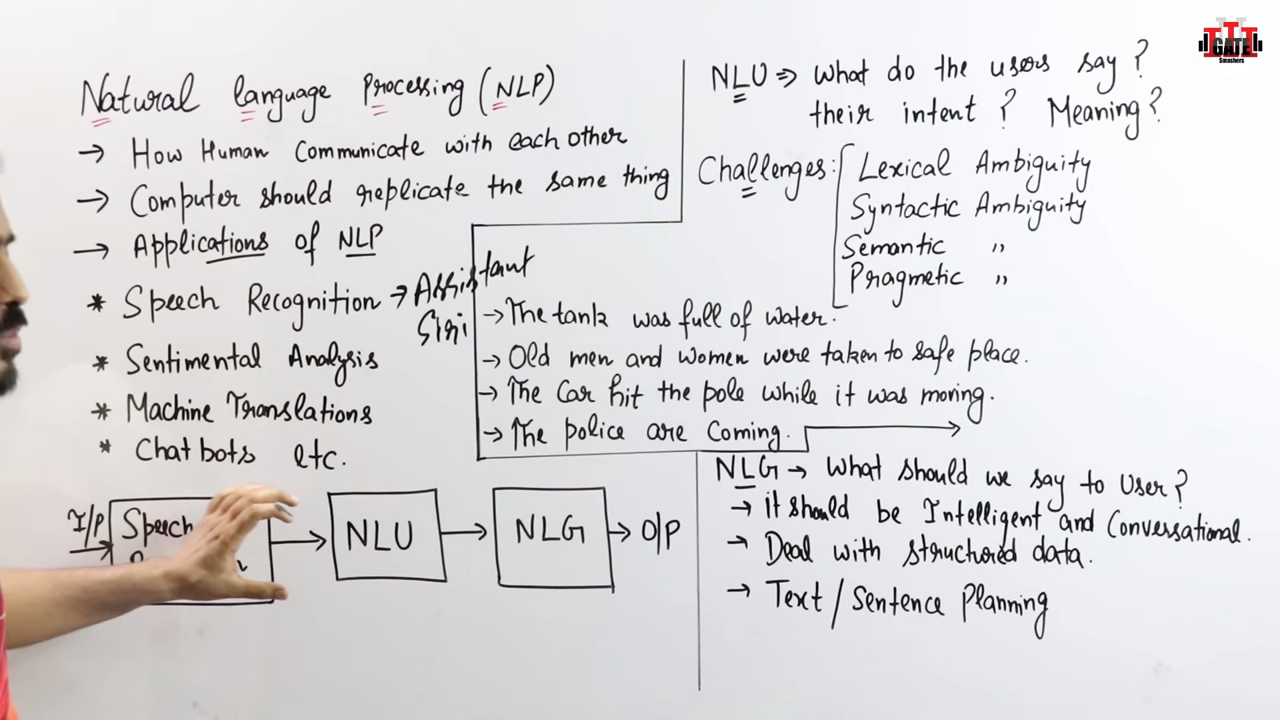 Natural language Processing (NLP)
→ How Human Communicate with each other
→ Computer should replicate the same thing
→ Applications of NLP
* Speech Recognition → Assistant
Siri
* Sentimental Analysis
* Machine Translations
* Chatbots etc.
NLU ⇒ What do the users say?
their intent? Meaning?
Challenges: Lexical Ambiguity
Syntactic Ambiguity
Semantic "
Pragmetic "
→ The tank was full of water.
→ Old men and women were taken to safe place.
→ The Car hit the pole while it was moving.
→ The police are Coming.
I/P → Speech → NLU → NLG → O/P
NLG → What should we say to User?
→ it should be Intelligent and Conversational.
→ Deal with structured data.
→ Text / Sentence Planning
GATE
Smashers